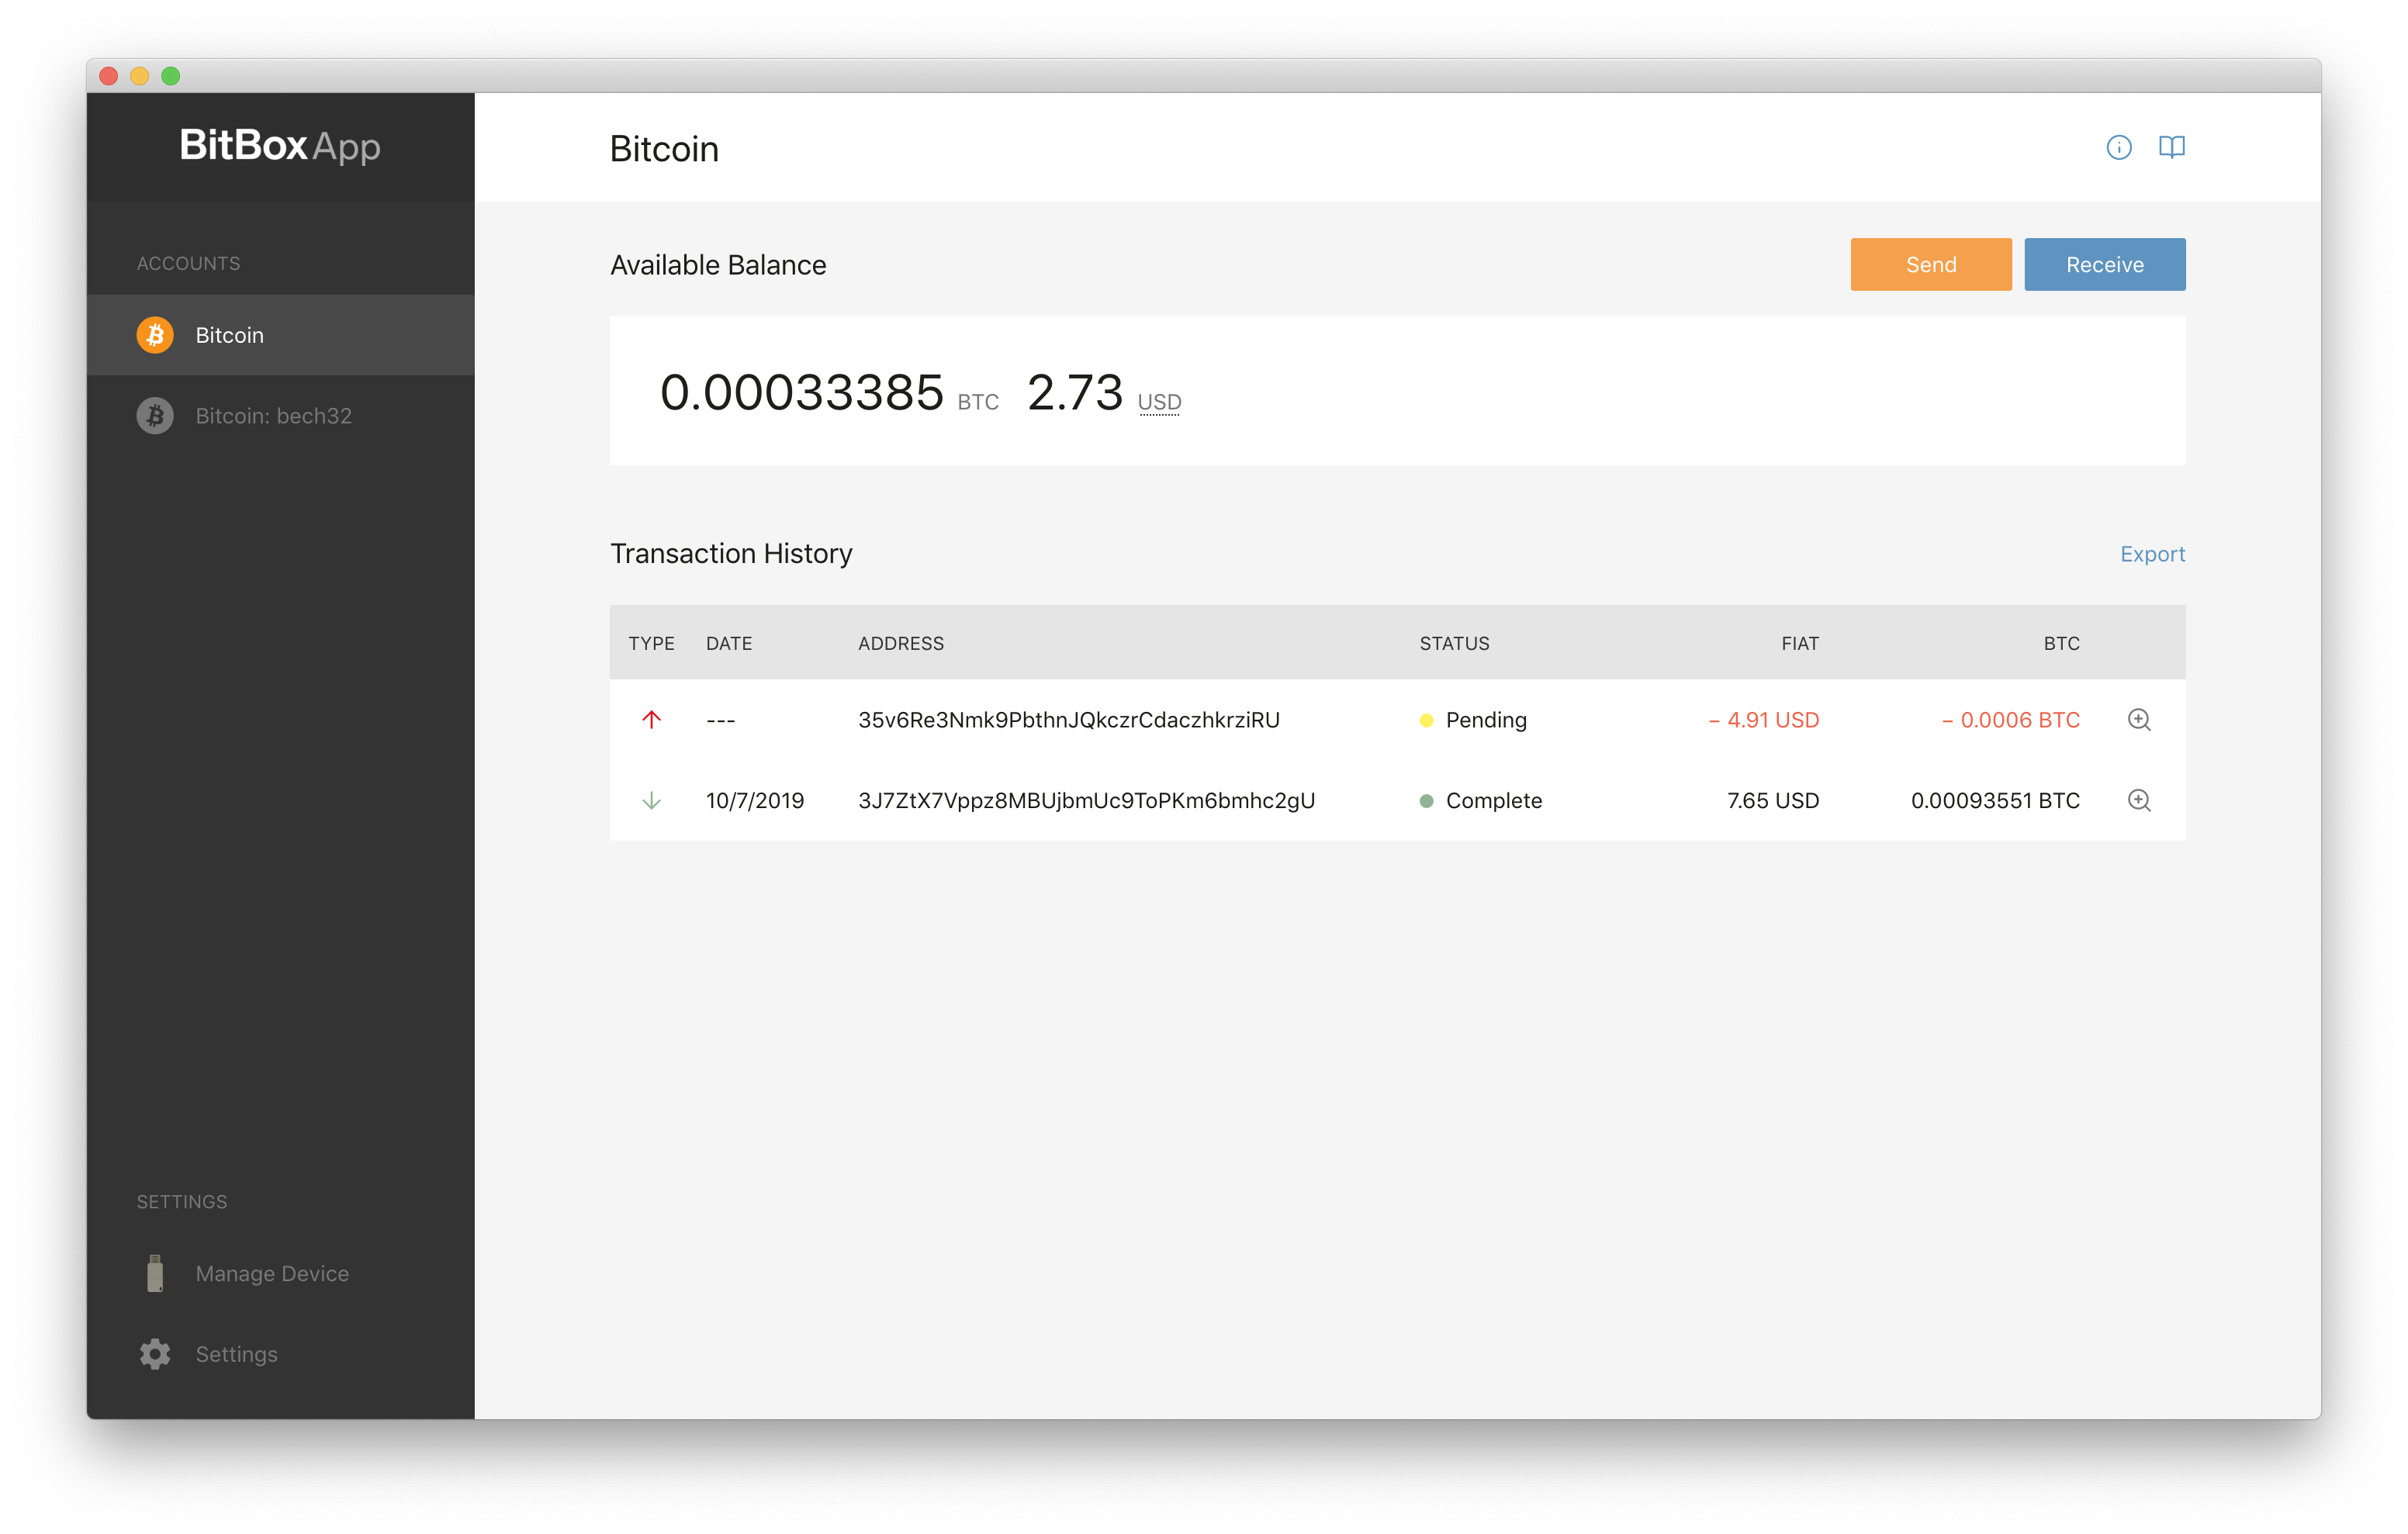 BitBox App
Bitcoin
ACCOUNTS
Bitcoin
Bitcoin: bech32
Available Balance
Send
Receive
0.00033385 BTC 2.73 USD
Transaction History
Export
TYPE DATE ADDRESS STATUS FIAT BTC
--- 35v6Re3Nmk9PbthnJQkczrCdaczhkrziRU Pending − 4.91 USD − 0.0006 BTC
10/7/2019 3J7ZtX7Vppz8MBUjbmUc9ToPKm6bmhc2gU Complete 7.65 USD 0.00093551 BTC
SETTINGS
Manage Device
Settings